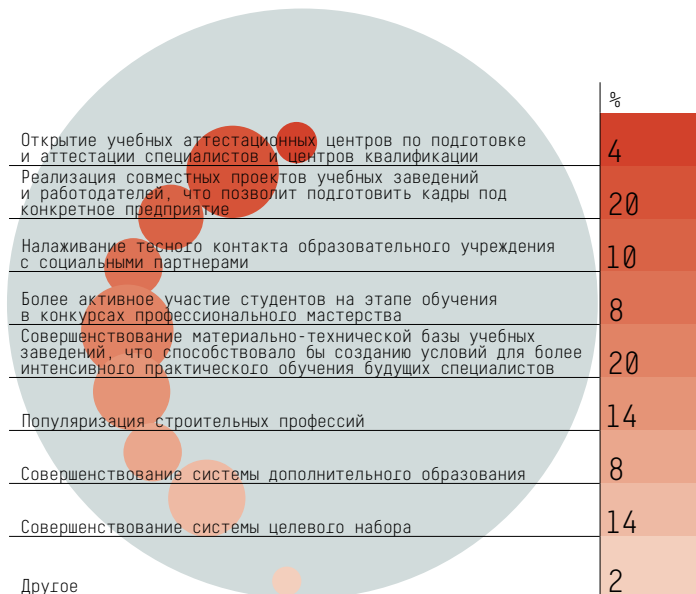 %
Открытие учебных аттестационных центров по подготовке
и аттестации специалистов и центров квалификации
4
Реализация совместных проектов учебных заведений
и работодателей, что позволит подготовить кадры под
конкретное предприятие
20
Налаживание тесного контакта образовательного учреждения
с социальными партнерами
10
Более активное участие студентов на этапе обучения
в конкурсах профессионального мастерства
8
Совершенствование материально-технической базы учебных
заведений, что способствовало бы созданию условий для более
интенсивного практического обучения будущих специалистов
20
Популяризация строительных профессий
14
Совершенствование системы дополнительного образования
8
Совершенствование системы целевого набора
14
Другое
2